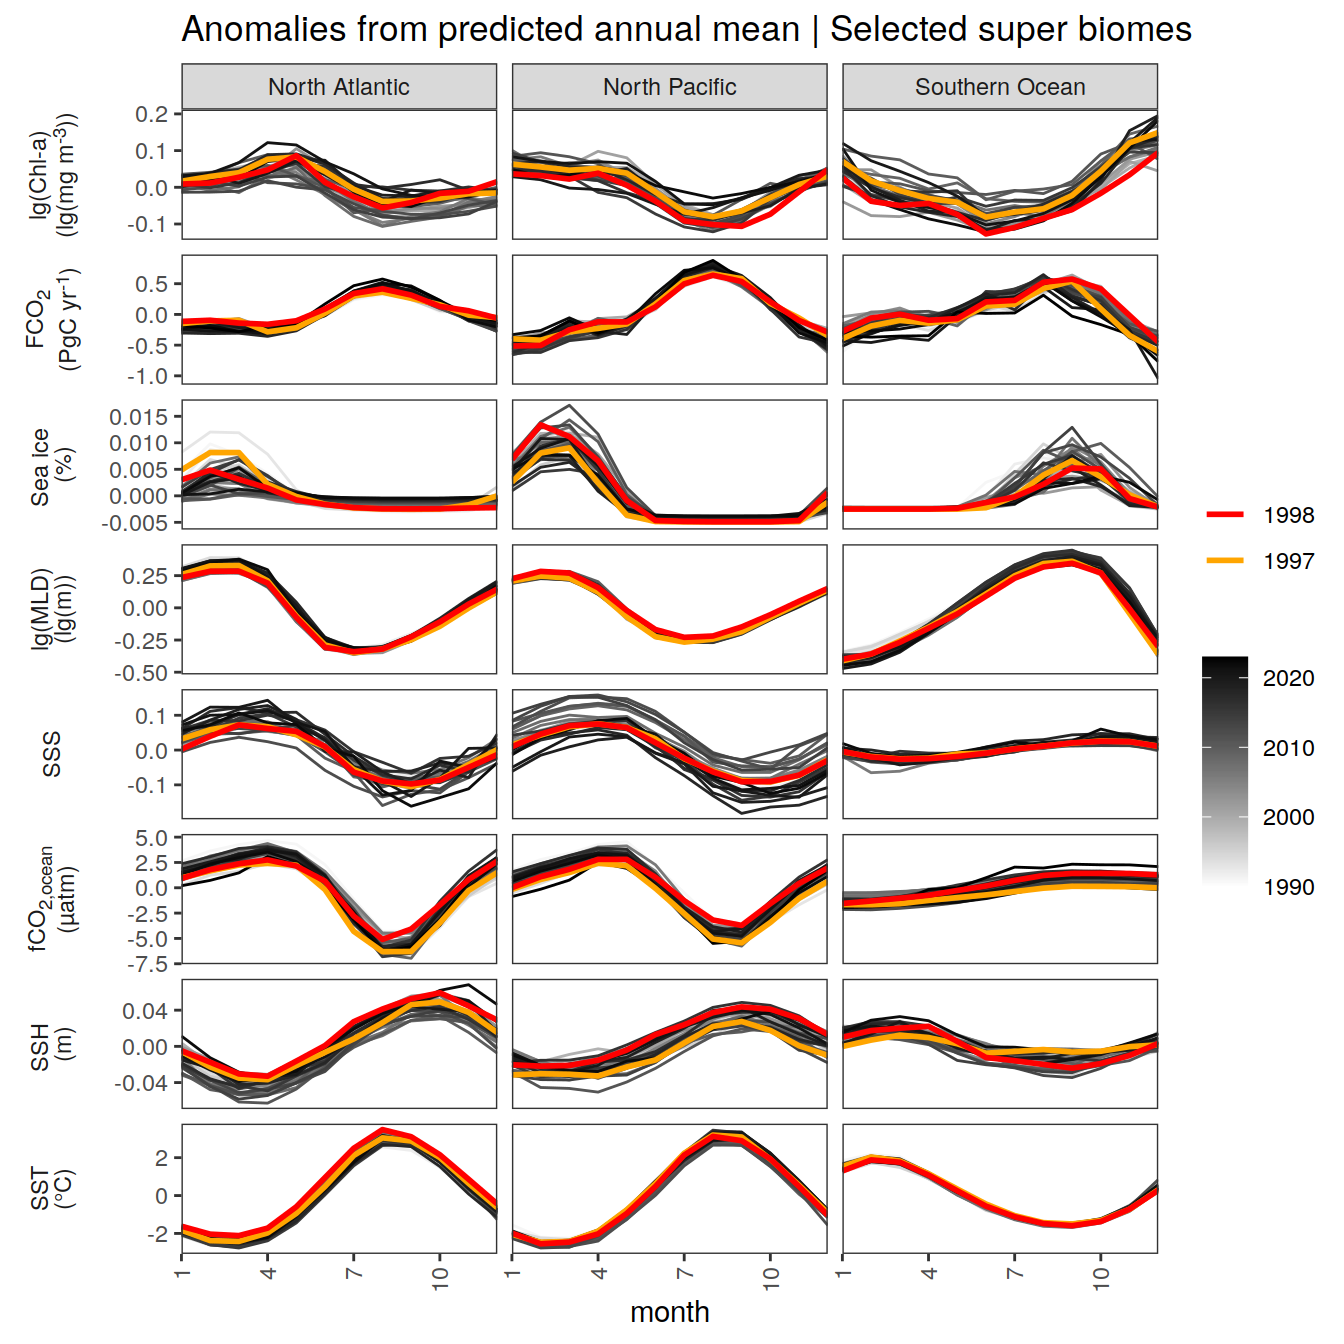 Anomalies from predicted annual mean | Selected super biomes
North Atlantic
North Pacific
Southern Ocean
lg(Chl-a)
(lg(mg m⁻³))
0.2
0.1
0.0
-0.1
FCO₂
(PgC yr⁻¹)
0.5
0.0
-0.5
-1.0
Sea ice
(%)
0.015
0.010
0.005
0.000
-0.005
lg(MLD)
(lg(m))
0.25
0.00
-0.25
-0.50
SSS
0.1
0.0
-0.1
fCO₂,ocean
(µatm)
5.0
2.5
0.0
-2.5
-5.0
-7.5
SSH
(m)
0.04
0.00
-0.04
SST
(°C)
2
0
-2
1 4 7 10
1 4 7 10
1 4 7 10
month
1998
1997
2020
2010
2000
1990